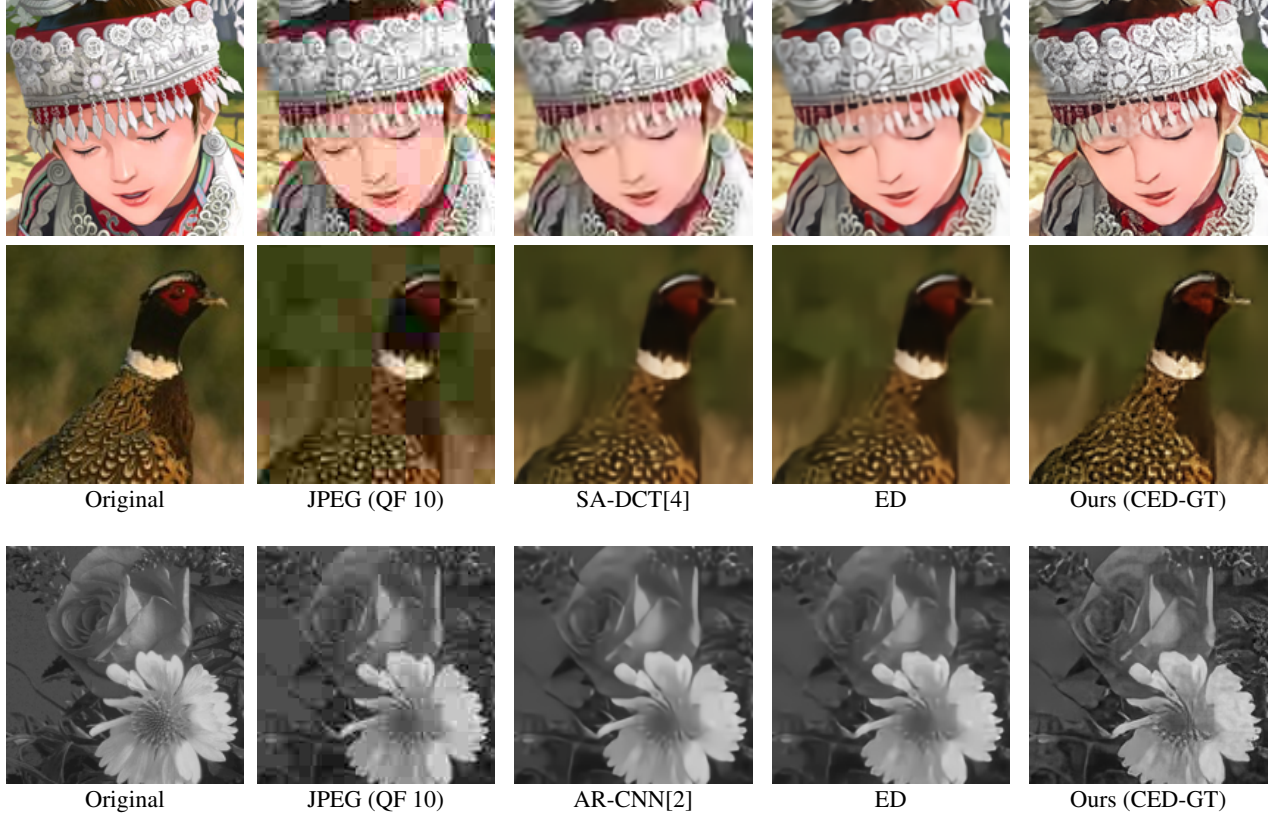 Original JPEG (QF 10) SA-DCT[4] ED Ours (CED-GT)
Original JPEG (QF 10) AR-CNN[2] ED Ours (CED-GT)